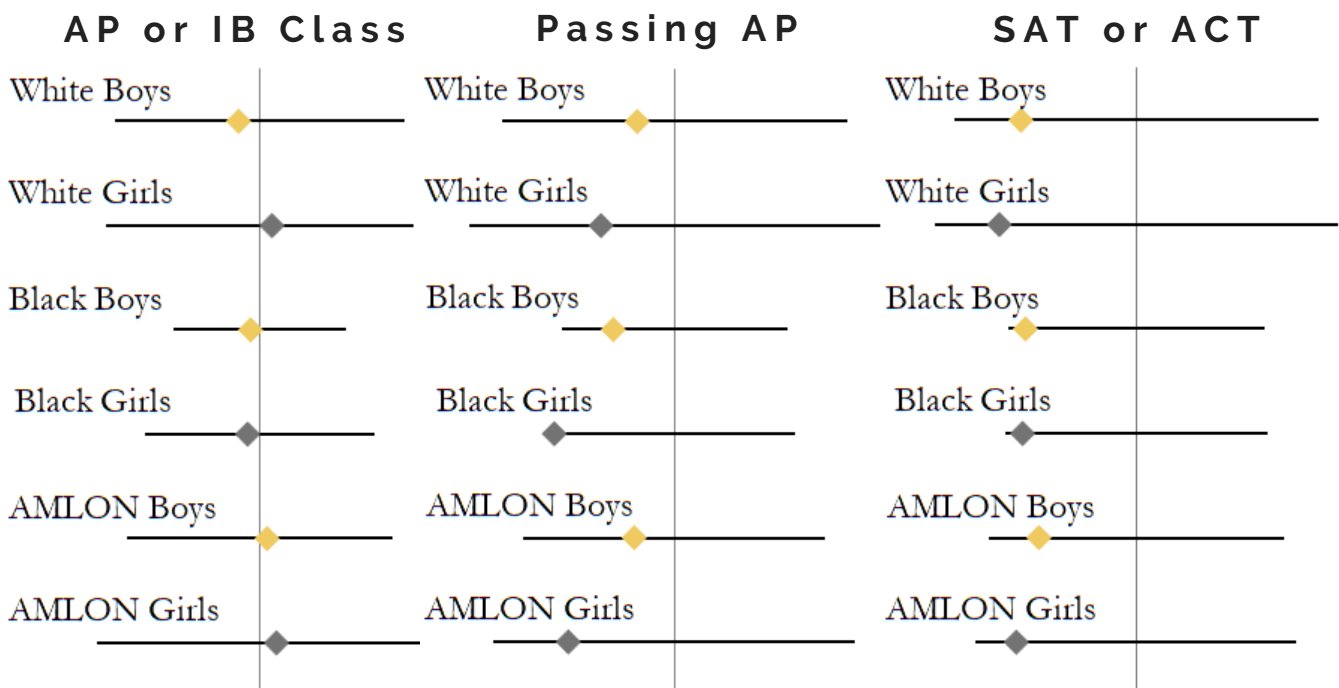 AP or IB Class
White Boys
White Girls
Black Boys
Black Girls
AMLON Boys
AMLON Girls
Passing AP
White Boys
White Girls
Black Boys
Black Girls
AMLON Boys
AMLON Girls
SAT or ACT
White Boys
White Girls
Black Boys
Black Girls
AMLON Boys
AMLON Girls